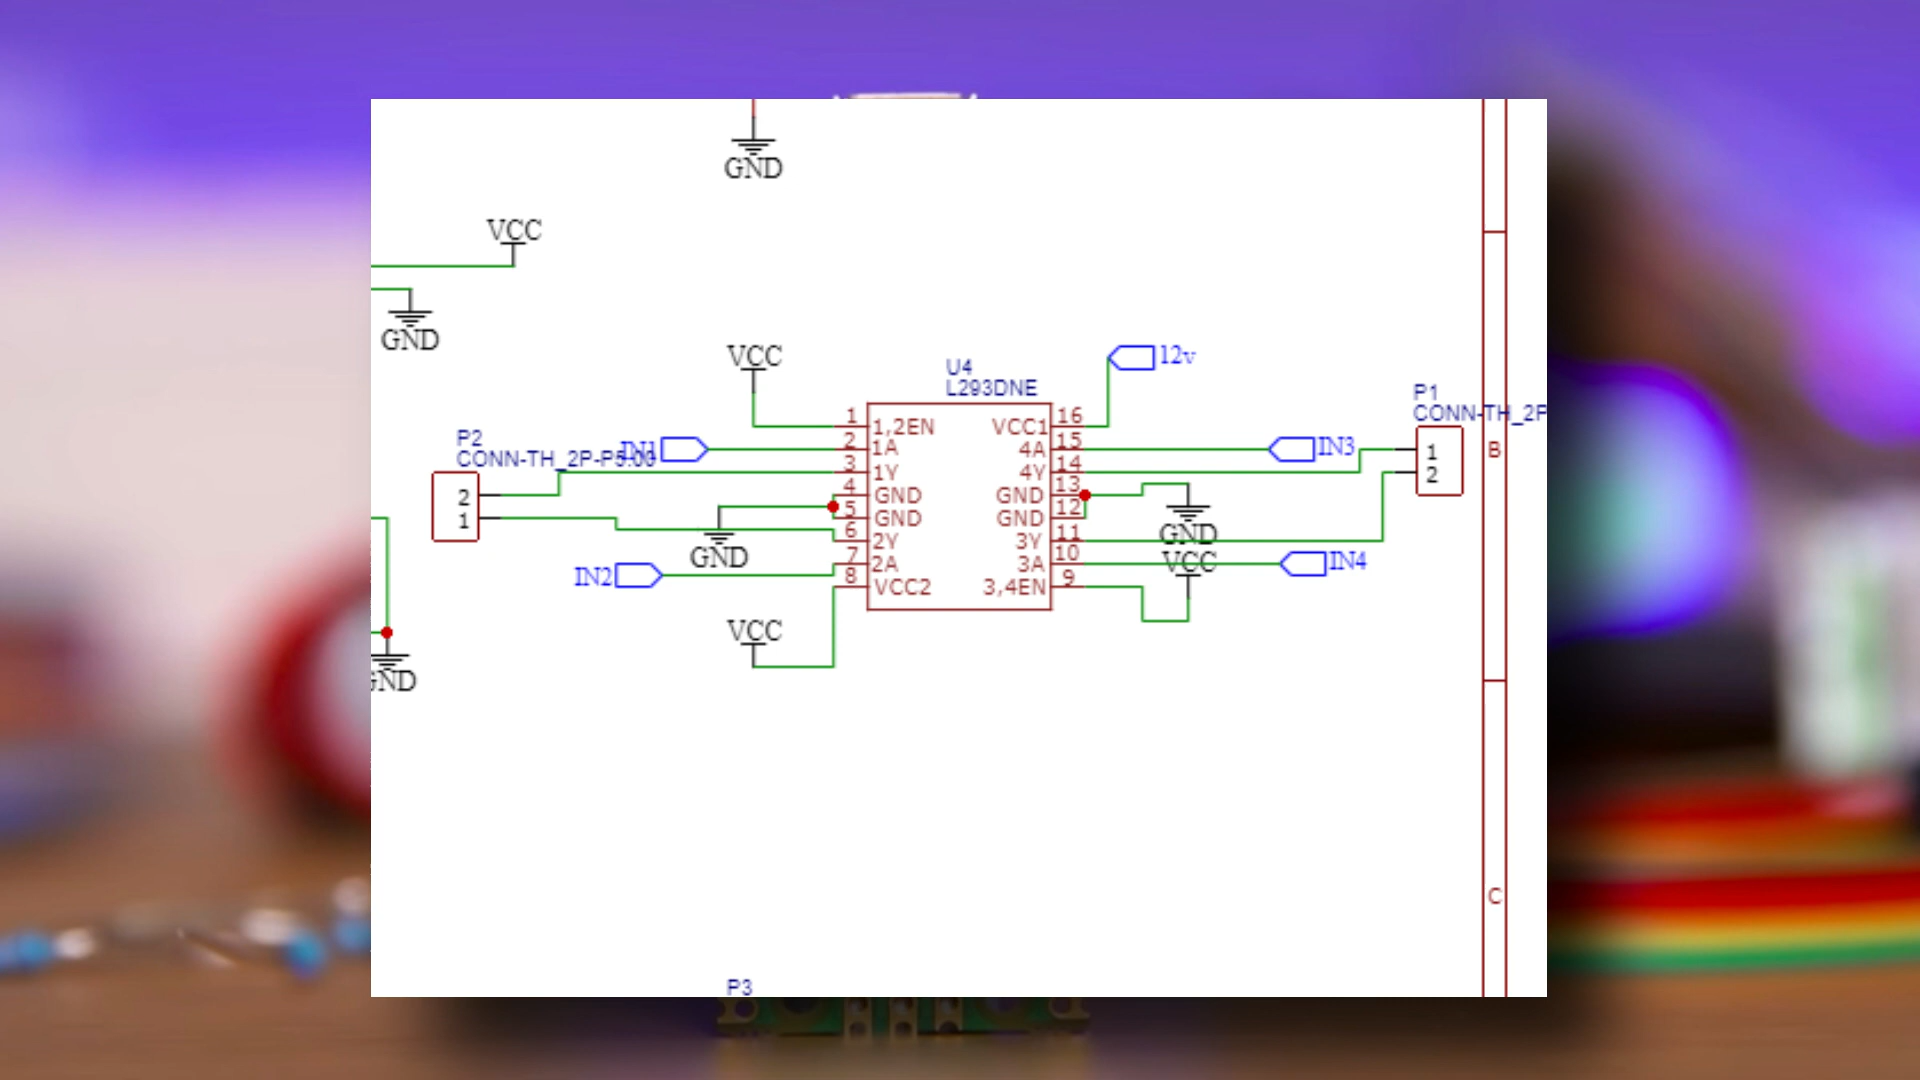 GND
VCC
GND
VCC
12v
U4
L293DNE
P1
CONN-TH_2P
1 1,2EN VCC1 16
IN1 2 1A 4A 15 IN3
P2
CONN-TH_2P-P5.00
3 1Y 4Y 14
4 GND GND 13
5 GND GND 12
6 2Y 3Y 11
7 2A 3A 10
8 VCC2 3,4EN 9
2
1
1
2
B
GND
GND
VCC
IN2
IN4
VCC
GND
C
P3